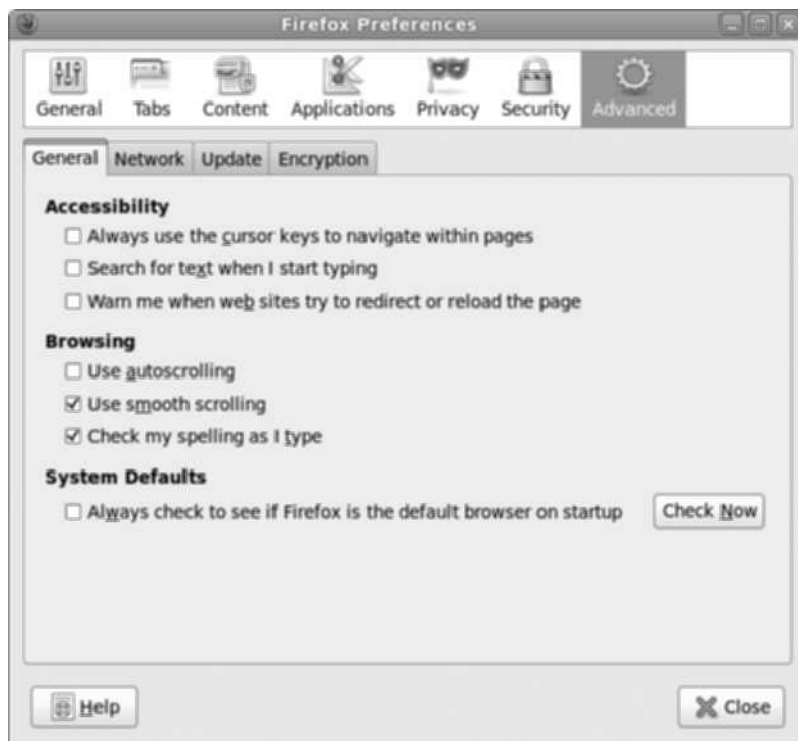 Firefox Preferences
General Tabs Content Applications Privacy Security Advanced
General Network Update Encryption
Accessibility
Always use the cursor keys to navigate within pages
Search for text when I start typing
Warn me when web sites try to redirect or reload the page
Browsing
Use autoscrolling
Use smooth scrolling
Check my spelling as I type
System Defaults
Always check to see if Firefox is the default browser on startup Check Now
Help Close